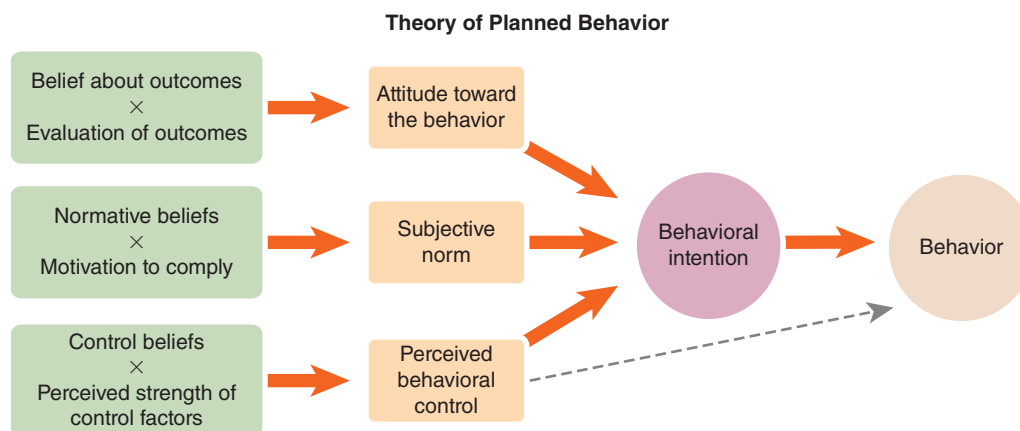 Theory of Planned Behavior
Belief about outcomes
×
Evaluation of outcomes
Attitude toward
the behavior
Normative beliefs
×
Motivation to comply
Subjective
norm
Behavioral
intention
Behavior
Control beliefs
×
Perceived strength of
control factors
Perceived
behavioral
control